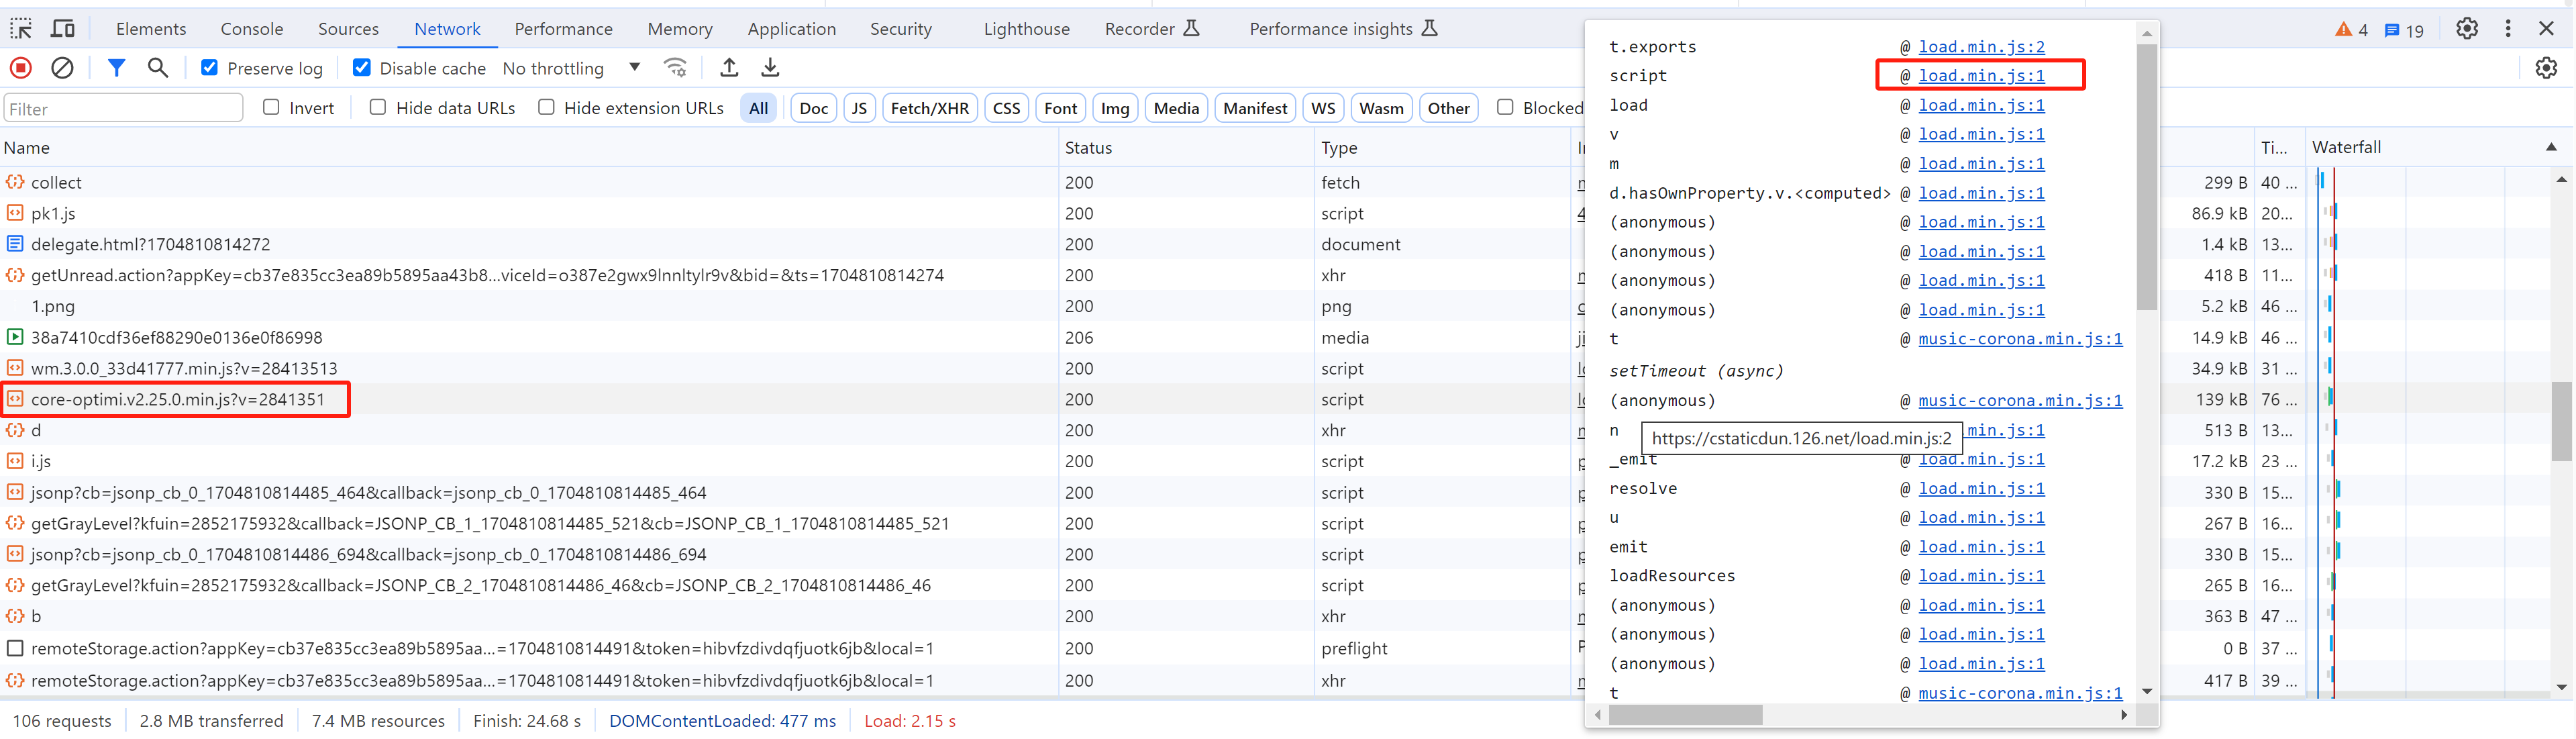 Elements Console Sources Network Performance Memory Application Security Lighthouse Recorder Performance insights 4 19
Preserve log Disable cache No throttling
Filter Invert Hide data URLs Hide extension URLs All Doc JS Fetch/XHR CSS Font Img Media Manifest WS Wasm Other Blocked
Name Status Type Ti... Waterfall
collect 200 fetch 299 B 40 ...
pk1.js 200 script 86.9 kB 20...
delegate.html?1704810814272 200 document 1.4 kB 13...
getUnread.action?appKey=cb37e835cc3ea89b5895aa43b8...viceId=o387e2gwx9lnnltylr9v&bid=&ts=1704810814274 200 xhr 418 B 11...
1.png 200 png 5.2 kB 46 ...
38a7410cdf36ef88290e0136e0f86998 206 media 14.9 kB 46 ...
wm.3.0.0_33d41777.min.js?v=28413513 200 script 34.9 kB 31 ...
core-optimi.v2.25.0.min.js?v=2841351 200 script 139 kB 76 ...
d 200 xhr 513 B 13...
i.js 200 script 17.2 kB 23 ...
jsonp?cb=jsonp_cb_0_1704810814485_464&callback=jsonp_cb_0_1704810814485_464 200 script 330 B 15...
getGrayLevel?kfuin=2852175932&callback=JSONP_CB_1_1704810814485_521&cb=JSONP_CB_1_1704810814485_521 200 script 267 B 16...
jsonp?cb=jsonp_cb_0_1704810814486_694&callback=jsonp_cb_0_1704810814486_694 200 script 330 B 15...
getGrayLevel?kfuin=2852175932&callback=JSONP_CB_2_1704810814486_46&cb=JSONP_CB_2_1704810814486_46 200 script 265 B 16...
b 200 xhr 363 B 47 ...
remoteStorage.action?appKey=cb37e835cc3ea89b5895aa...=1704810814491&token=hibvfzdivdqfjuotk6jb&local=1 200 preflight 0 B 37 ...
remoteStorage.action?appKey=cb37e835cc3ea89b5895aa...=1704810814491&token=hibvfzdivdqfjuotk6jb&local=1 200 xhr 417 B 39 ...
106 requests 2.8 MB transferred 7.4 MB resources Finish: 24.68 s DOMContentLoaded: 477 ms Load: 2.15 s
t.exports @ load.min.js:2
script @ load.min.js:1
load @ load.min.js:1
v @ load.min.js:1
m @ load.min.js:1
d.hasOwnProperty.v.<computed> @ load.min.js:1
(anonymous) @ load.min.js:1
(anonymous) @ load.min.js:1
(anonymous) @ load.min.js:1
(anonymous) @ load.min.js:1
t @ music-corona.min.js:1
setTimeout (async)
(anonymous) @ music-corona.min.js:1
n min.js:1
https://cstaticdun.126.net/load.min.js:2
_emit @ load.min.js:1
resolve @ load.min.js:1
u @ load.min.js:1
emit @ load.min.js:1
loadResources @ load.min.js:1
(anonymous) @ load.min.js:1
(anonymous) @ load.min.js:1
(anonymous) @ load.min.js:1
t @ music-corona.min.js:1